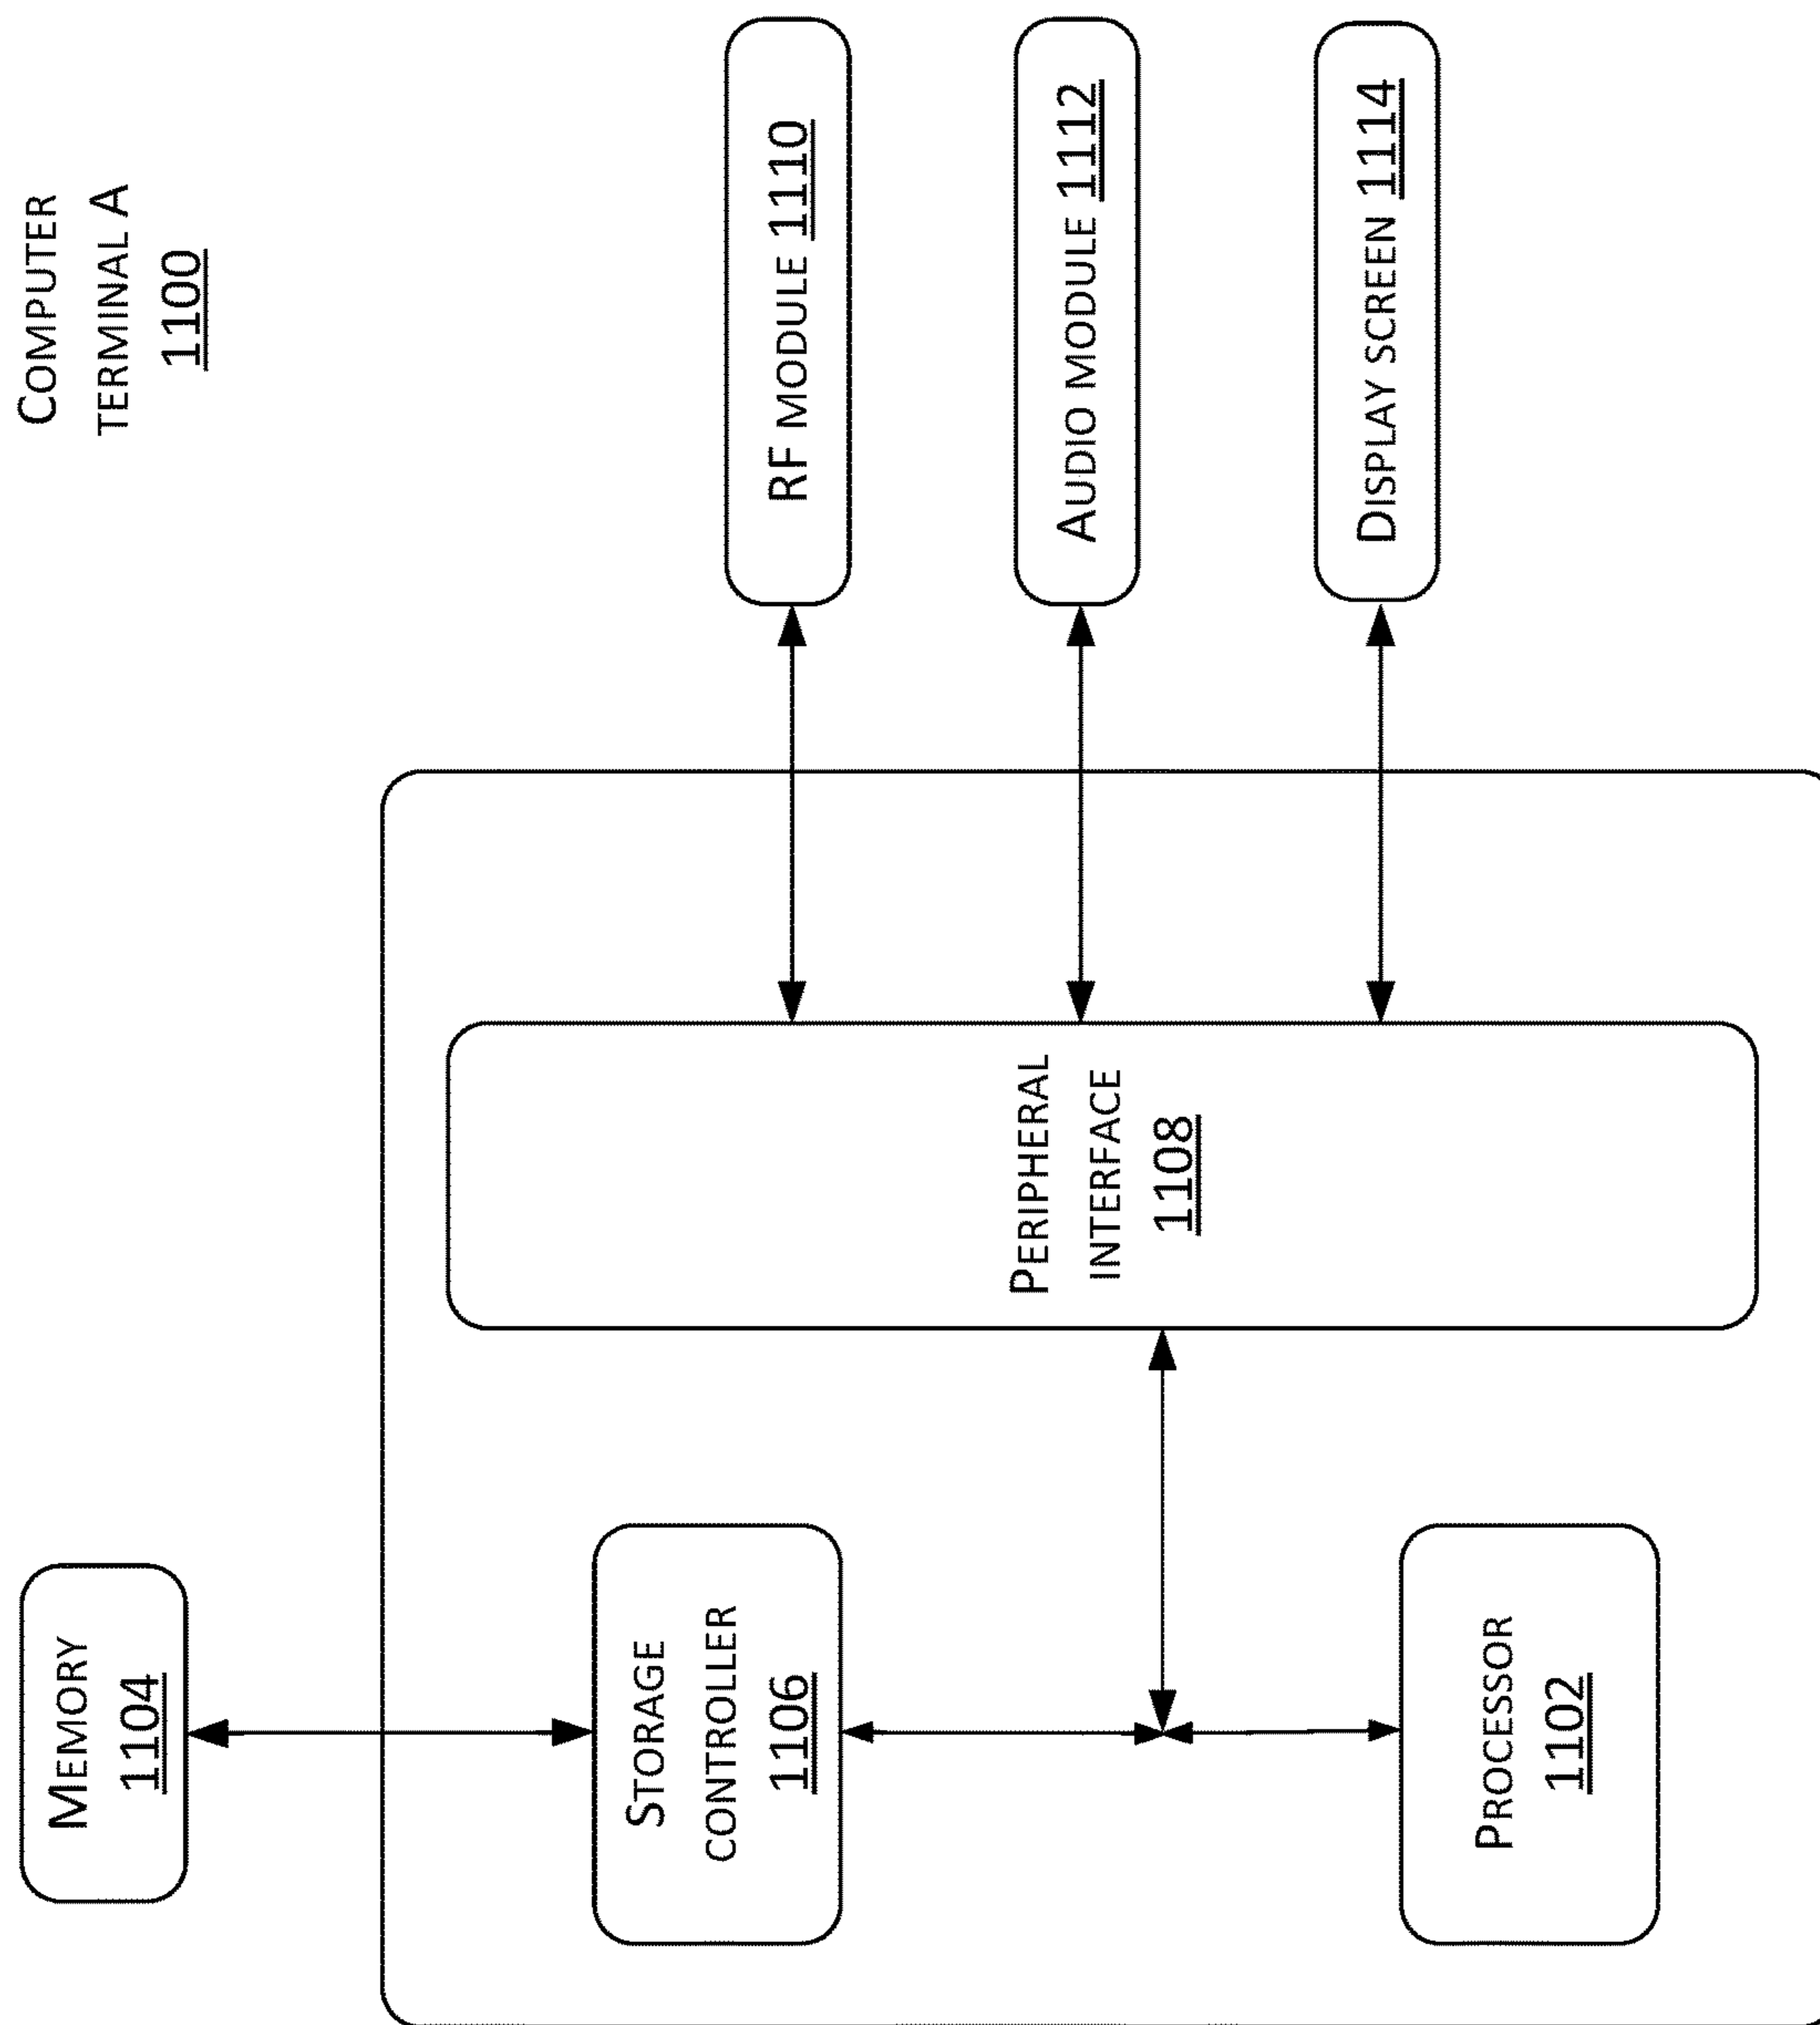 COMPUTER
TERMINAL A
1100
MEMORY
1104
STORAGE
CONTROLLER
1106
PROCESSOR
1102
PERIPHERAL
INTERFACE
1108
RF MODULE 1110
AUDIO MODULE 1112
DISPLAY SCREEN 1114